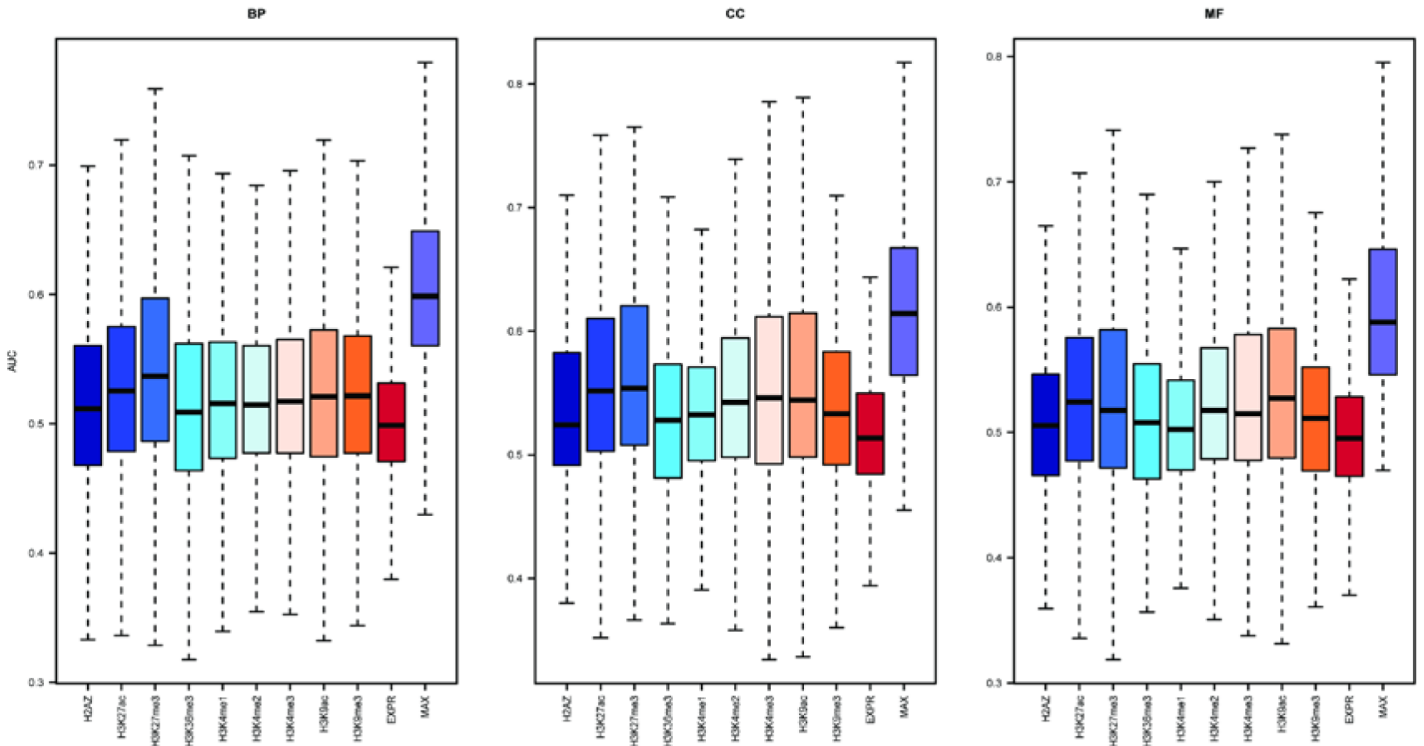 BP
AUC
0.7
0.6
0.5
0.4
0.3
H2AZ
H3K27ac
H3K27me3
H3K36me3
H3K4me1
H3K4me2
H3K4me3
H3K9ac
H3K9me3
EXPR
MAX
CC
0.8
0.7
0.6
0.5
0.4
H2AZ
H3K27ac
H3K27me3
H3K36me3
H3K4me1
H3K4me2
H3K4me3
H3K9ac
H3K9me3
EXPR
MAX
MF
0.8
0.7
0.6
0.5
0.4
0.3
H2AZ
H3K27ac
H3K27me3
H3K36me3
H3K4me1
H3K4me2
H3K4me3
H3K9ac
H3K9me3
EXPR
MAX